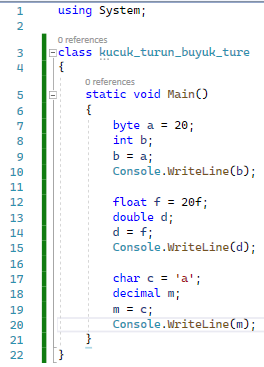 1 using System;
2
0 references
3 class kucuk_turun_buyuk_ture
4 {
0 references
5 static void Main()
6 {
7 byte a = 20;
8 int b;
9 b = a;
10 Console.WriteLine(b);
11
12 float f = 20f;
13 double d;
14 d = f;
15 Console.WriteLine(d);
16
17 char c = 'a';
18 decimal m;
19 m = c;
20 Console.WriteLine(m);
21 }
22 }